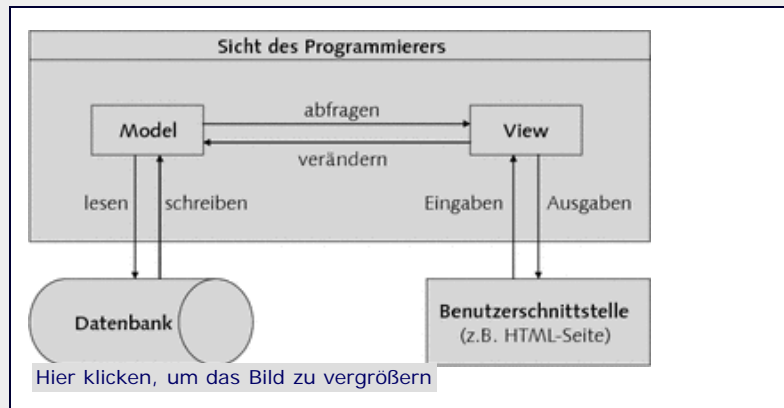 Sicht des Programmierers
abfragen
Model
View
verändern
lesen
schreiben
Eingaben
Ausgaben
Datenbank
Benutzerschnittstelle
(z.B. HTML-Seite)
Hier klicken, um das Bild zu vergrößern